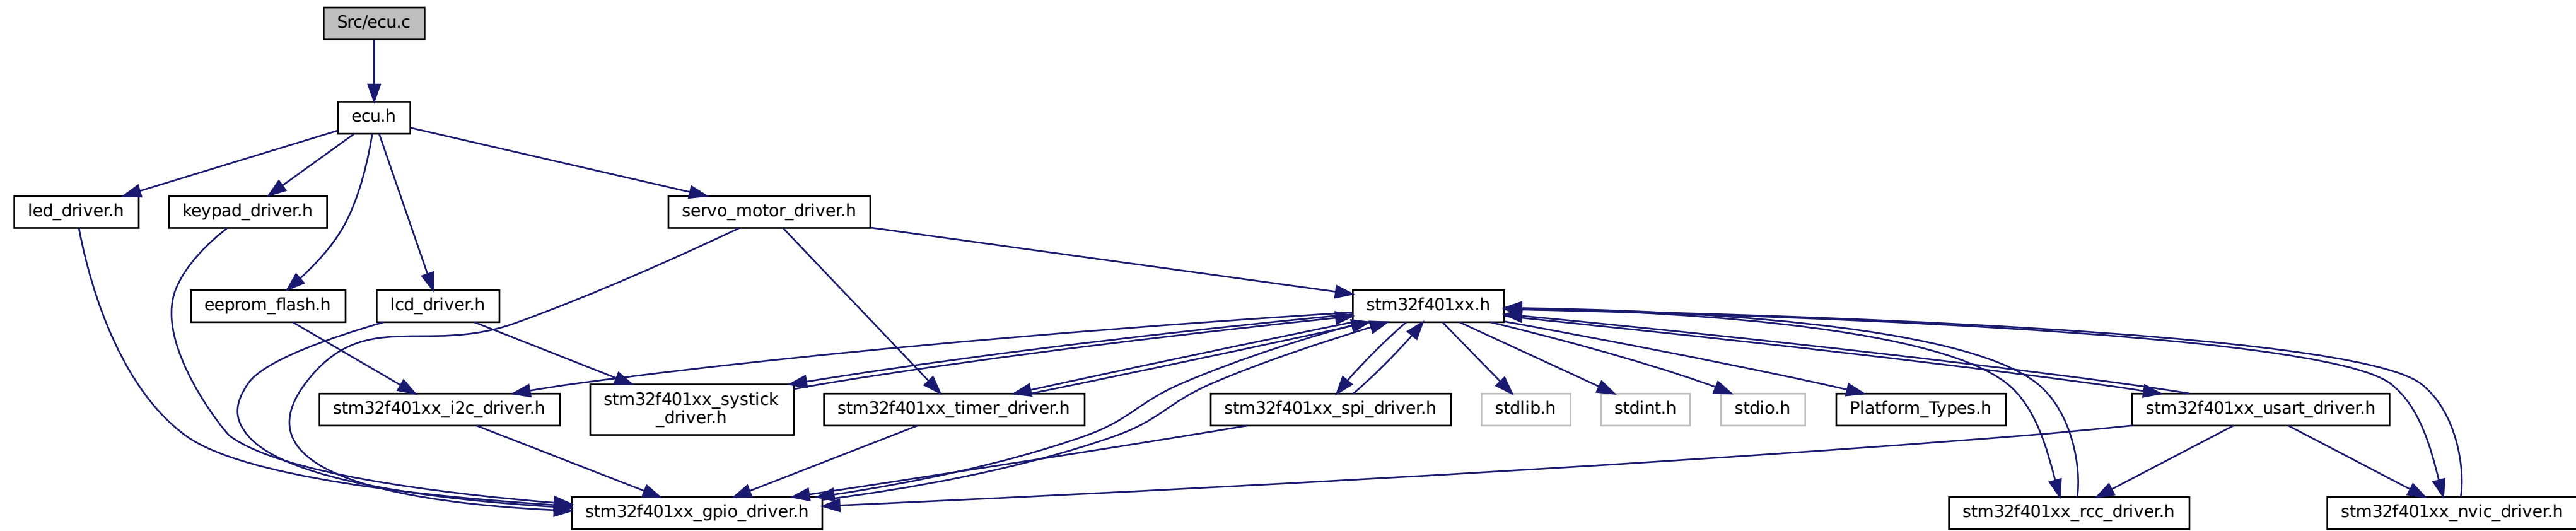 Src/ecu.c
ecu.h
led_driver.h
keypad_driver.h
servo_motor_driver.h
eeprom_flash.h
lcd_driver.h
stm32f401xx.h
stm32f401xx_i2c_driver.h
stm32f401xx_systick
_driver.h
stm32f401xx_timer_driver.h
stm32f401xx_spi_driver.h
stdlib.h
stdint.h
stdio.h
Platform_Types.h
stm32f401xx_usart_driver.h
stm32f401xx_gpio_driver.h
stm32f401xx_rcc_driver.h
stm32f401xx_nvic_driver.h